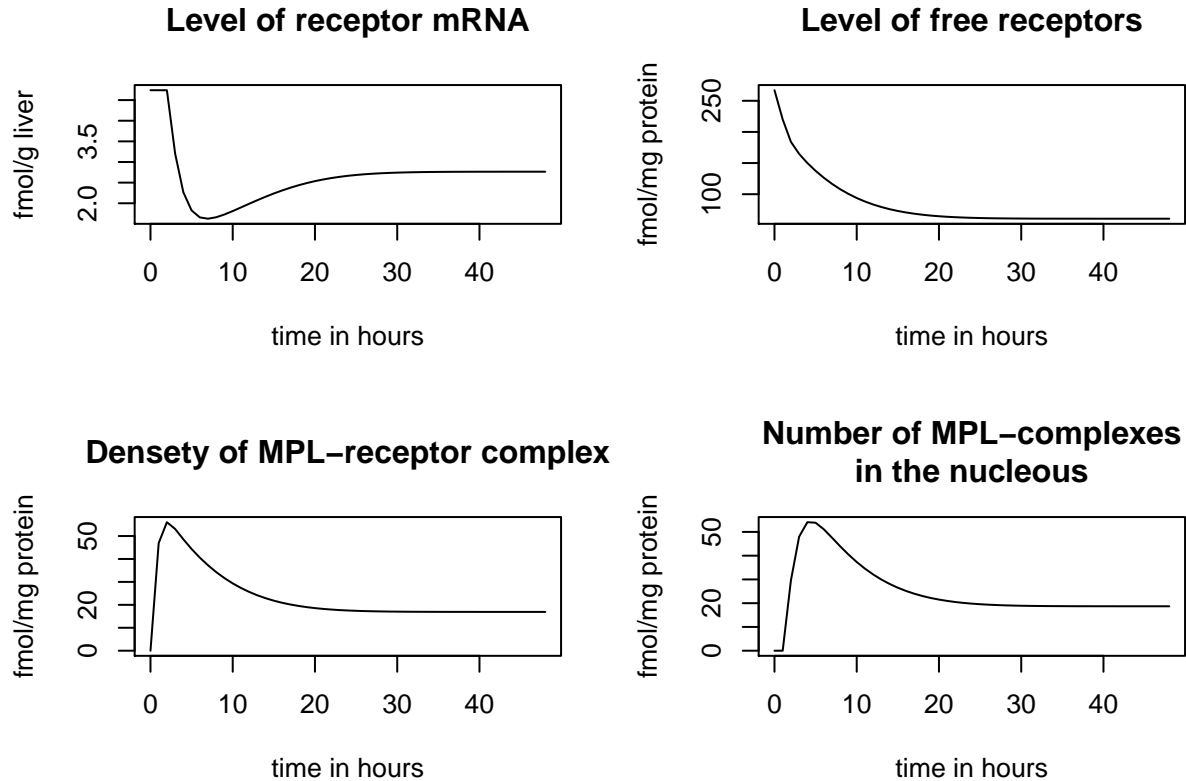 Level of receptor mRNA
fmol/g liver
2.0 3.5
0 10 20 30 40
time in hours
Level of free receptors
fmol/mg protein
100 250
0 10 20 30 40
time in hours
Densety of MPL−receptor complex
fmol/mg protein
0 20 50
0 10 20 30 40
time in hours
Number of MPL−complexes
in the nucleous
fmol/mg protein
0 20 50
0 10 20 30 40
time in hours